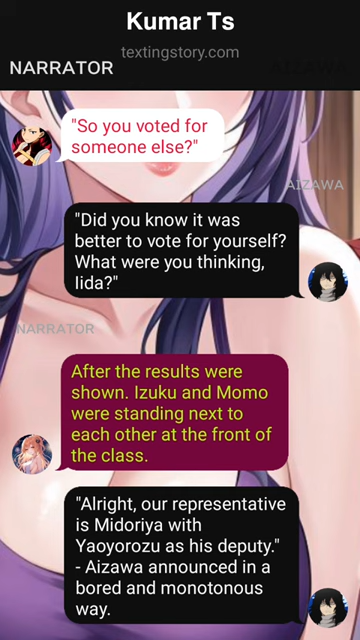 Kumar Ts
textingstory.com
NARRATOR
AIZAWA
"So you voted for
someone else?"
AIZAWA
"Did you know it was
better to vote for yourself?
What were you thinking,
Iida?"
NARRATOR
After the results were
shown. Izuku and Momo
were standing next to
each other at the front of
the class.
"Alright, our representative
is Midoriya with
Yaoyorozu as his deputy."
- Aizawa announced in a
bored and monotonous
way.